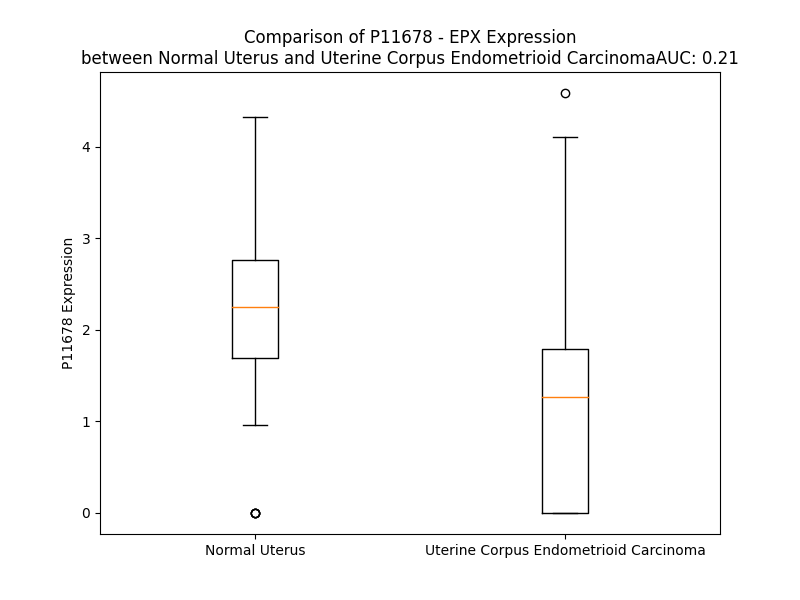 Comparison of P11678 - EPX Expression
between Normal Uterus and Uterine Corpus Endometrioid CarcinomaAUC: 0.21
4
3
2
1
0
P11678 Expression
Normal Uterus
Uterine Corpus Endometrioid Carcinoma